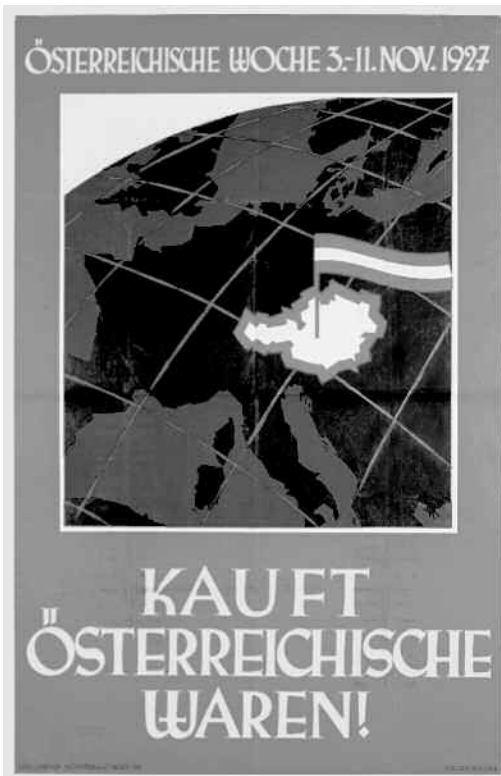 ÖSTERREICHISCHE WOCHE 3.-11. NOV. 1927
KAUFT
ÖSTERREICHISCHE
WAREN!